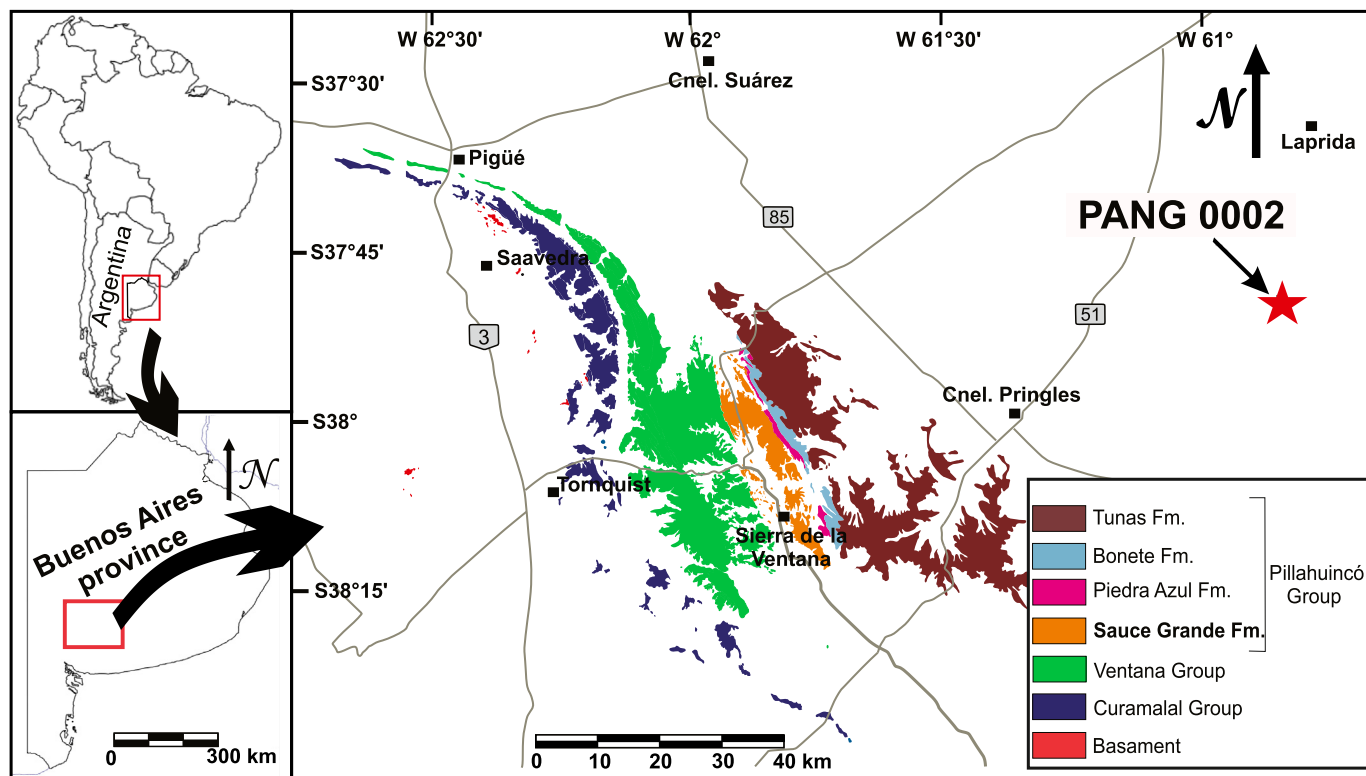 W 62°30'
W 62°
W 61°30'
W 61°
S37°30'
S37°45'
S38°
S38°15'
Cnel. Suárez
𝒩
Laprida
Pigüé
PANG 0002
85
Saavedra
51
3
Cnel. Pringles
Tornquist
Sierra de la
Ventana
Argentina
𝒩
Buenos Aires
province
0
300 km
0
10
20
30
40 km
Tunas Fm.
Bonete Fm.
Piedra Azul Fm.
Sauce Grande Fm.
Pillahuincó
Group
Ventana Group
Curamalal Group
Basament